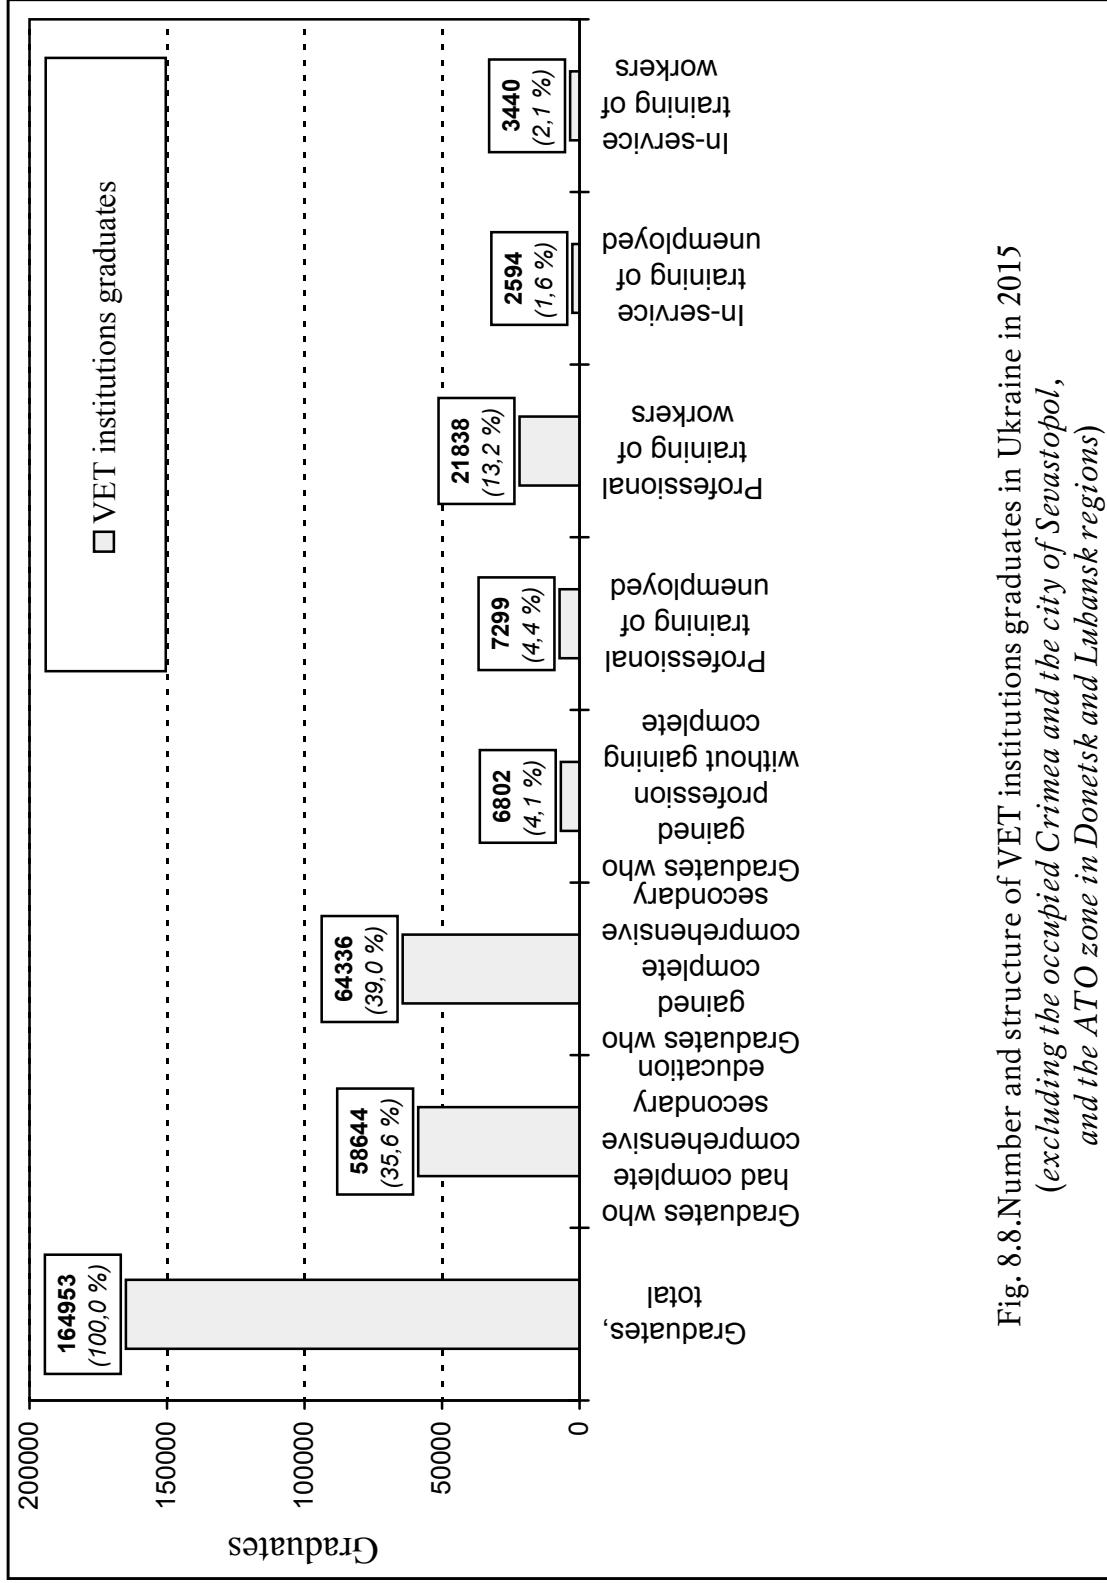 Graduates
200000
150000
100000
50000
0
VET institutions graduates
164953
(100,0 %)
58644
(35,6 %)
64336
(39,0 %)
6802
(4,1 %)
7299
(4,4 %)
21838
(13,2 %)
2594
(1,6 %)
3440
(2,1 %)
Graduates,
total
Graduates who
had complete
comprehensive
secondary
education
Graduates who
gained
complete
comprehensive
secondary
Graduates who
gained
profession
without gaining
complete
Professional
training of
unemployed
Professional
training of
workers
In-service
training of
unemployed
In-service
training of
workers
Fig. 8.8.Number and structure of VET institutions graduates in Ukraine in 2015
(excluding the occupied Crimea and the city of Sevastopol,
and the ATO zone in Donetsk and Luhansk regions)